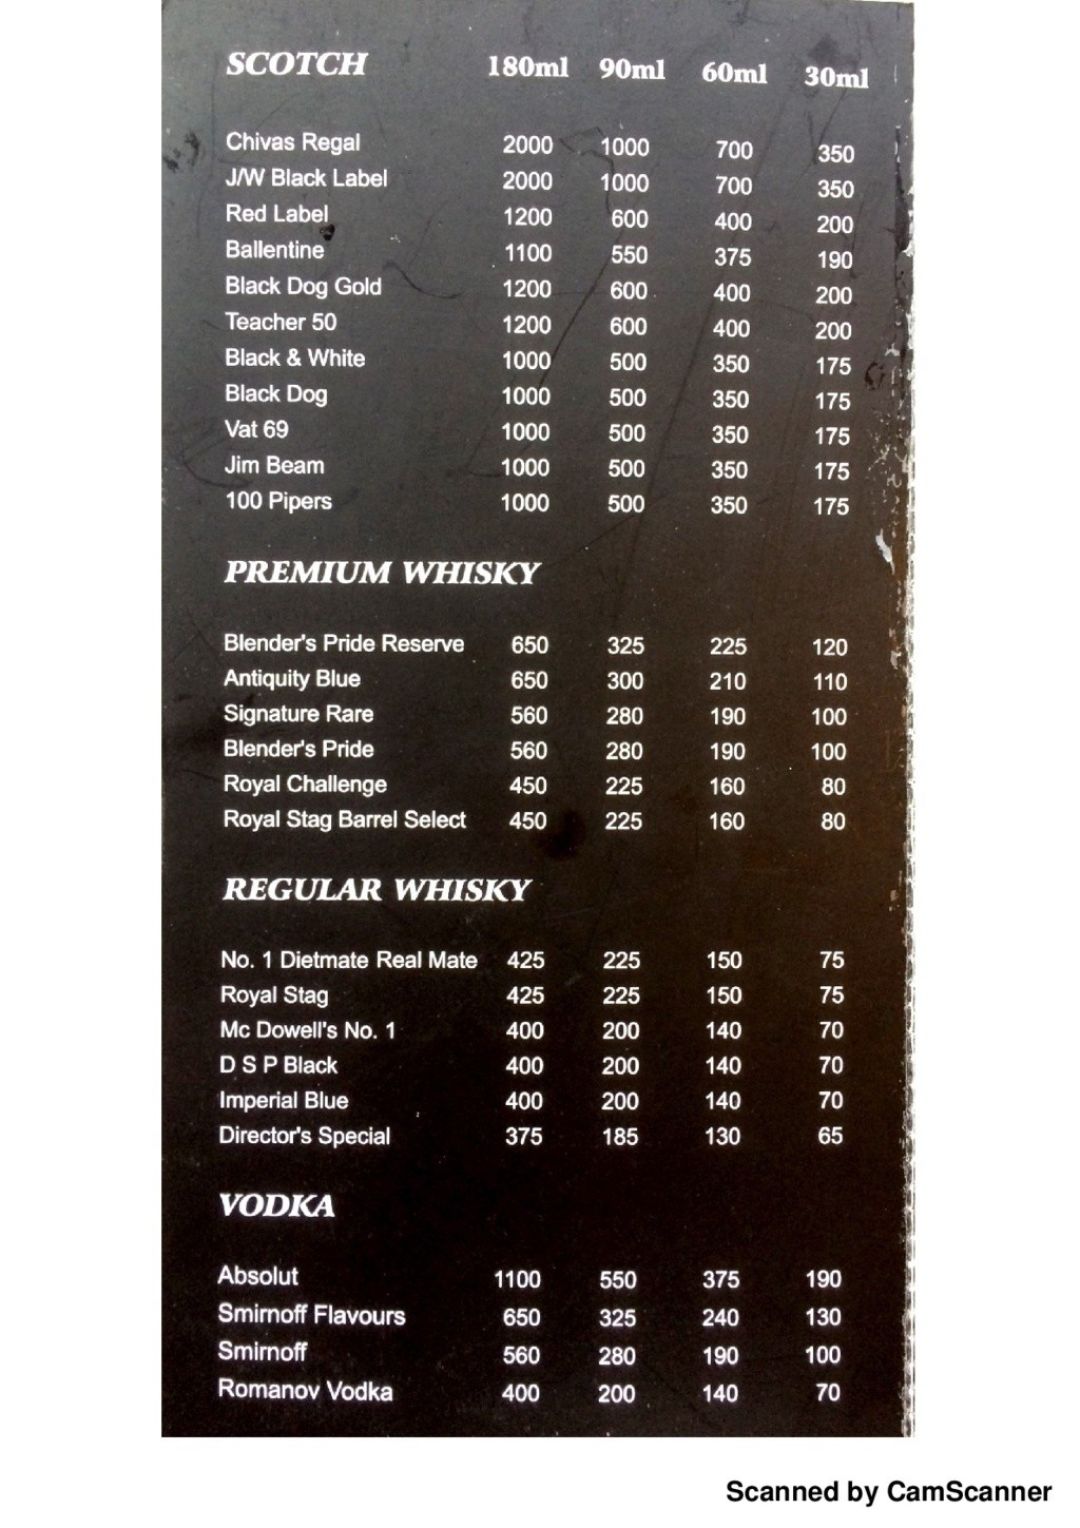 SCOTCH 180ml 90ml 60ml 30ml
Chivas Regal 2000 1000 700 350
J/W Black Label 2000 1000 700 350
Red Label 1200 600 400 200
Ballentine 1100 550 375 190
Black Dog Gold 1200 600 400 200
Teacher 50 1200 600 400 200
Black & White 1000 500 350 175
Black Dog 1000 500 350 175
Vat 69 1000 500 350 175
Jim Beam 1000 500 350 175
100 Pipers 1000 500 350 175
PREMIUM WHISKY
Blender's Pride Reserve 650 325 225 120
Antiquity Blue 650 300 210 110
Signature Rare 560 280 190 100
Blender's Pride 560 280 190 100
Royal Challenge 450 225 160 80
Royal Stag Barrel Select 450 225 160 80
REGULAR WHISKY
No. 1 Dietmate Real Mate 425 225 150 75
Royal Stag 425 225 150 75
Mc Dowell's No. 1 400 200 140 70
D S P Black 400 200 140 70
Imperial Blue 400 200 140 70
Director's Special 375 185 130 65
VODKA
Absolut 1100 550 375 190
Smirnoff Flavours 650 325 240 130
Smirnoff 560 280 190 100
Romanov Vodka 400 200 140 70
Scanned by CamScanner